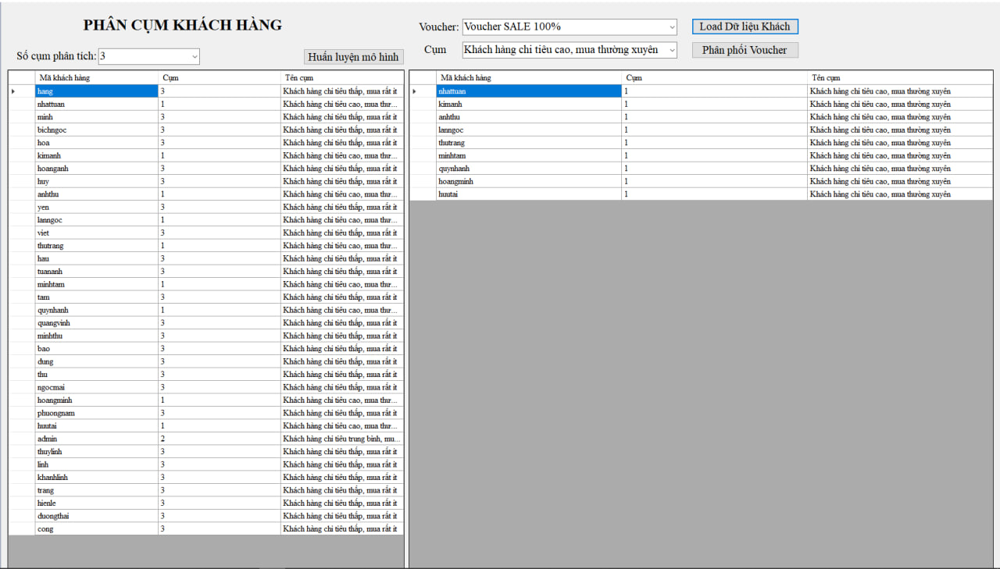 PHÂN CỤM KHÁCH HÀNG
Số cụm phân tích: 3
Huấn luyện mô hình
Voucher: Voucher SALE 100%
Load Dữ liệu Khách
Cụm Khách hàng chi tiêu cao, mua thường xuyên
Phân phối Voucher
Mã khách hàng Cụm Tên cụm
hang 3 Khách hàng chi tiêu thấp, mua rất ít
nhattuan 1 Khách hàng chi tiêu cao, mua thư...
minh 3 Khách hàng chi tiêu thấp, mua rất ít
bichngoc 3 Khách hàng chi tiêu thấp, mua rất ít
hoa 3 Khách hàng chi tiêu thấp, mua rất ít
kimanh 1 Khách hàng chi tiêu cao, mua thư...
hoanganh 3 Khách hàng chi tiêu thấp, mua rất ít
huy 3 Khách hàng chi tiêu thấp, mua rất ít
anhthu 1 Khách hàng chi tiêu cao, mua thư...
yen 3 Khách hàng chi tiêu thấp, mua rất ít
lanngoc 1 Khách hàng chi tiêu cao, mua thư...
viet 3 Khách hàng chi tiêu thấp, mua rất ít
thutrang 1 Khách hàng chi tiêu cao, mua thư...
hau 3 Khách hàng chi tiêu thấp, mua rất ít
tuananh 3 Khách hàng chi tiêu thấp, mua rất ít
minhtam 1 Khách hàng chi tiêu cao, mua thư...
tam 3 Khách hàng chi tiêu thấp, mua rất ít
quynhanh 1 Khách hàng chi tiêu cao, mua thư...
quangvinh 3 Khách hàng chi tiêu thấp, mua rất ít
minhthu 3 Khách hàng chi tiêu thấp, mua rất ít
bao 3 Khách hàng chi tiêu thấp, mua rất ít
dung 3 Khách hàng chi tiêu thấp, mua rất ít
thu 3 Khách hàng chi tiêu thấp, mua rất ít
ngocmai 3 Khách hàng chi tiêu thấp, mua rất ít
hoangminh 1 Khách hàng chi tiêu cao, mua thư...
phuongnam 3 Khách hàng chi tiêu thấp, mua rất ít
huutai 1 Khách hàng chi tiêu cao, mua thư...
admin 2 Khách hàng chi tiêu trung bình, mu...
thuylinh 3 Khách hàng chi tiêu thấp, mua rất ít
linh 3 Khách hàng chi tiêu thấp, mua rất ít
khanhlinh 3 Khách hàng chi tiêu thấp, mua rất ít
trang 3 Khách hàng chi tiêu thấp, mua rất ít
hienle 3 Khách hàng chi tiêu thấp, mua rất ít
duongthai 3 Khách hàng chi tiêu thấp, mua rất ít
cong 3 Khách hàng chi tiêu thấp, mua rất ít
Mã khách hàng Cụm Tên cụm
nhattuan 1 Khách hàng chi tiêu cao, mua thường xuyên
kimanh 1 Khách hàng chi tiêu cao, mua thường xuyên
anhthu 1 Khách hàng chi tiêu cao, mua thường xuyên
lanngoc 1 Khách hàng chi tiêu cao, mua thường xuyên
thutrang 1 Khách hàng chi tiêu cao, mua thường xuyên
minhtam 1 Khách hàng chi tiêu cao, mua thường xuyên
quynhanh 1 Khách hàng chi tiêu cao, mua thường xuyên
hoangminh 1 Khách hàng chi tiêu cao, mua thường xuyên
huutai 1 Khách hàng chi tiêu cao, mua thường xuyên